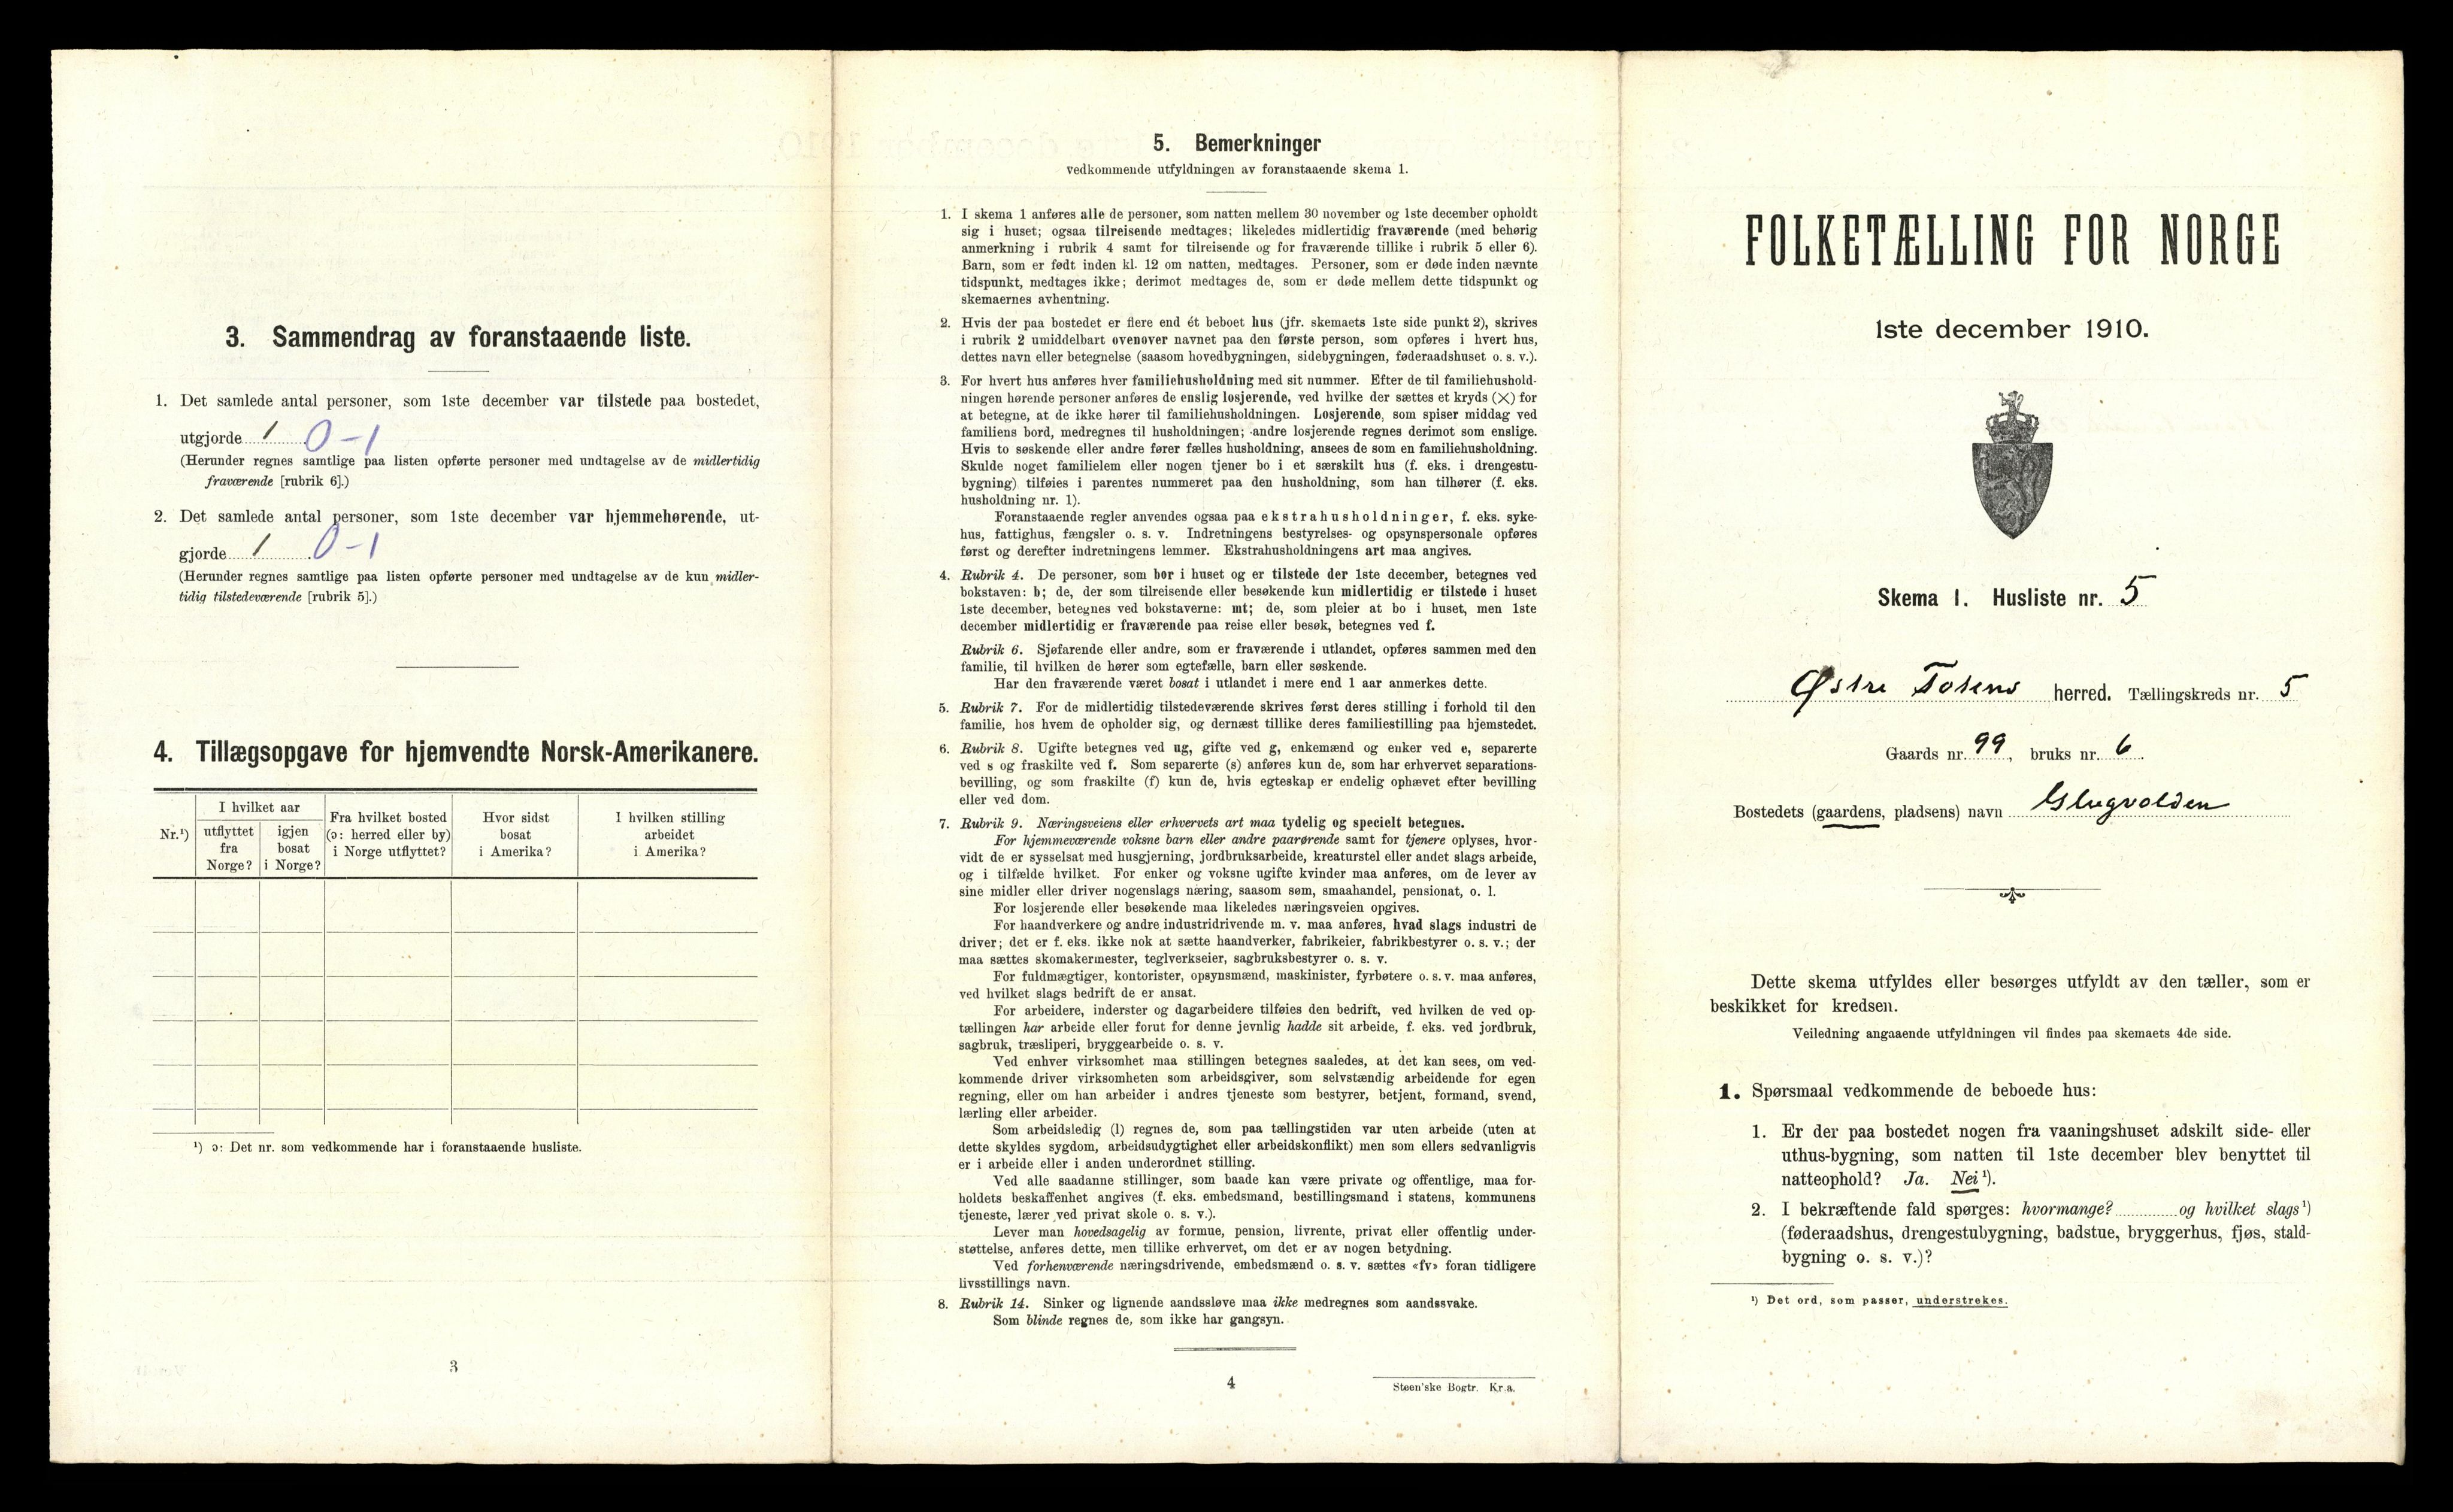 3. Sammendrag av foranstaaende liste.
1. Det samlede antal personer, som 1ste december var tilstede paa bostedet,
utgjorde 1 0-1
(Herunder regnes samtlige paa listen opførte personer med undtagelse av de midlertidig
fraværende [rubrik 6].)
2. Det samlede antal personer, som 1ste december var hjemmehørende, ut-
gjorde 1 0-1
(Herunder regnes samtlige paa listen opførte personer med undtagelse av de kun midler-
tidig tilstedeværende [rubrik 5].)
4. Tillægsopgave for hjemvendte Norsk-Amerikanere.
Nr.¹)
I hvilket aar
utflyttet
fra
Norge?
igjen
bosat
i Norge?
Fra hvilket bosted
(ɔ: herred eller by)
i Norge utflyttet?
Hvor sidst
bosat
i Amerika?
I hvilken stilling
arbeidet
i Amerika?
¹) ɔ: Det nr. som vedkommende har i foranstaaende husliste.
3
5. Bemerkninger
vedkommende utfyldningen av foranstaaende skema 1.
1. I skema 1 anføres alle de personer, som natten mellem 30 november og 1ste december opholdt
sig i huset; ogsaa tilreisende medtages; likeledes midlertidig fraværende (med behørig
anmerkning i rubrik 4 samt for tilreisende og for fraværende tillike i rubrik 5 eller 6).
Barn, som er født inden kl. 12 om natten, medtages. Personer, som er døde inden nævnte
tidspunkt, medtages ikke; derimot medtages de, som er døde mellem dette tidspunkt og
skemaernes avhentning.
2. Hvis der paa bostedet er flere end ét beboet hus (jfr. skemaets 1ste side punkt 2), skrives
i rubrik 2 umiddelbart ovenover navnet paa den første person, som opføres i hvert hus,
dettes navn eller betegnelse (saasom hovedbygningen, sidebygningen, føderaadshuset o. s. v.).
3. For hvert hus anføres hver familiehusholdning med sit nummer. Efter de til familiehushold-
ningen hørende personer anføres de enslig losjerende, ved hvilke der sættes et kryds (×) for
at betegne, at de ikke hører til familiehusholdningen. Losjerende, som spiser middag ved
familiens bord, medregnes til husholdningen; andre losjerende regnes derimot som enslige.
Hvis to søskende eller andre fører fælles husholdning, ansees de som en familiehusholdning.
Skulde noget familielem eller nogen tjener bo i et særskilt hus (f. eks. i drengestu-
bygning) tilføies i parentes nummeret paa den husholdning, som han tilhører (f. eks.
husholdning nr. 1).
Foranstaaende regler anvendes ogsaa paa ekstrahusholdninger, f. eks. syke-
hus, fattighus, fængsler o. s. v. Indretningens bestyrelses- og opsynspersonale opføres
først og derefter indretningens lemmer. Ekstrahusholdningens art maa angives.
4. Rubrik 4. De personer, som bor i huset og er tilstede der 1ste december, betegnes ved
bokstaven: b; de, der som tilreisende eller besøkende kun midlertidig er tilstede i huset
1ste december, betegnes ved bokstaverne: mt; de, som pleier at bo i huset, men 1ste
december midlertidig er fraværende paa reise eller besøk, betegnes ved f.
Rubrik 6. Sjøfarende eller andre, som er fraværende i utlandet, opføres sammen med den
familie, til hvilken de hører som egtefælle, barn eller søskende.
Har den fraværende været bosat i utlandet i mere end 1 aar anmerkes dette.
5. Rubrik 7. For de midlertidig tilstedeværende skrives først deres stilling i forhold til den
familie, hos hvem de opholder sig, og dernæst tillike deres familiestilling paa hjemstedet.
6. Rubrik 8. Ugifte betegnes ved ug, gifte ved g, enkemænd og enker ved e, separerte
ved s og fraskilte ved f. Som separerte (s) anføres kun de, som har erhvervet separations-
bevilling, og som fraskilte (f) kun de, hvis egteskap er endelig ophævet efter bevilling
eller ved dom.
7. Rubrik 9. Næringsveiens eller erhvervets art maa tydelig og specielt betegnes.
For hjemmeværende voksne barn eller andre paarørende samt for tjenere oplyses, hvor-
vidt de er sysselsat med husgjerning, jordbruksarbeide, kreaturstel eller andet slags arbeide,
og i tilfælde hvilket. For enker og voksne ugifte kvinder maa anføres, om de lever av
sine midler eller driver nogenslags næring, saasom søm, smaahandel, pensionat, o. l.
For losjerende eller besøkende maa likeledes næringsveien opgives.
For haandverkere og andre industridrivende m. v. maa anføres, hvad slags industri de
driver; det er f. eks. ikke nok at sætte haandverker, fabrikeier, fabrikbestyrer o. s. v.; der
maa sættes skomakermester, teglverkseier, sagbruksbestyrer o. s. v.
For fuldmægtiger, kontorister, opsynsmænd, maskinister, fyrbøtere o. s. v. maa anføres,
ved hvilket slags bedrift de er ansat.
For arbeidere, inderster og dagarbeidere tilføies den bedrift, ved hvilken de ved op-
tællingen har arbeide eller forut for denne jevnlig hadde sit arbeide, f. eks. ved jordbruk,
sagbruk, træsliperi, bryggearbeide o. s. v.
Ved enhver virksomhet maa stillingen betegnes saaledes, at det kan sees, om ved-
kommende driver virksomheten som arbeidsgiver, som selvstændig arbeidende for egen
regning, eller om han arbeider i andres tjeneste som bestyrer, betjent, formand, svend,
lærling eller arbeider.
Som arbeidsledig (l) regnes de, som paa tællingstiden var uten arbeide (uten at
dette skyldes sygdom, arbeidsudygtighet eller arbeidskonflikt) men som ellers sedvanligvis
er i arbeide eller i anden underordnet stilling.
Ved alle saadanne stillinger, som baade kan være private og offentlige, maa for-
holdets beskaffenhet angives (f. eks. embedsmand, bestillingsmand i statens, kommunens
tjeneste, lærer ved privat skole o. s. v.).
Lever man hovedsagelig av formue, pension, livrente, privat eller offentlig under-
støttelse, anføres dette, men tillike erhvervet, om det er av nogen betydning.
Ved forhenværende næringsdrivende, embedsmænd o. s. v. sættes «fv» foran tidligere
livsstillings navn.
8. Rubrik 14. Sinker og lignende aandssløve maa ikke medregnes som aandssvake.
Som blinde regnes de, som ikke har gangsyn.
4
Steen'ske Bogtr. Kr.a.
FOLKETÆLLING FOR NORGE
1ste december 1910.
Skema 1. Husliste nr. 5
Østre Totens herred. Tællingskreds nr. 5
Gaards nr. 99, bruks nr. 6.
Bostedets (gaardens, pladsens) navn Glugvolden
Dette skema utfyldes eller besørges utfyldt av den tæller, som er
beskikket for kredsen.
Veiledning angaaende utfyldningen vil findes paa skemaets 4de side.
1. Spørsmaal vedkommende de beboede hus:
1. Er der paa bostedet nogen fra vaaningshuset adskilt side- eller
uthus-bygning, som natten til 1ste december blev benyttet til
natteophold? Ja. Nei¹).
2. I bekræftende fald spørges: hvormange? og hvilket slags¹)
(føderaadshus, drengestubygning, badstue, bryggerhus, fjøs, stald-
bygning o. s. v.)?
¹) Det ord, som passer, understrekes.